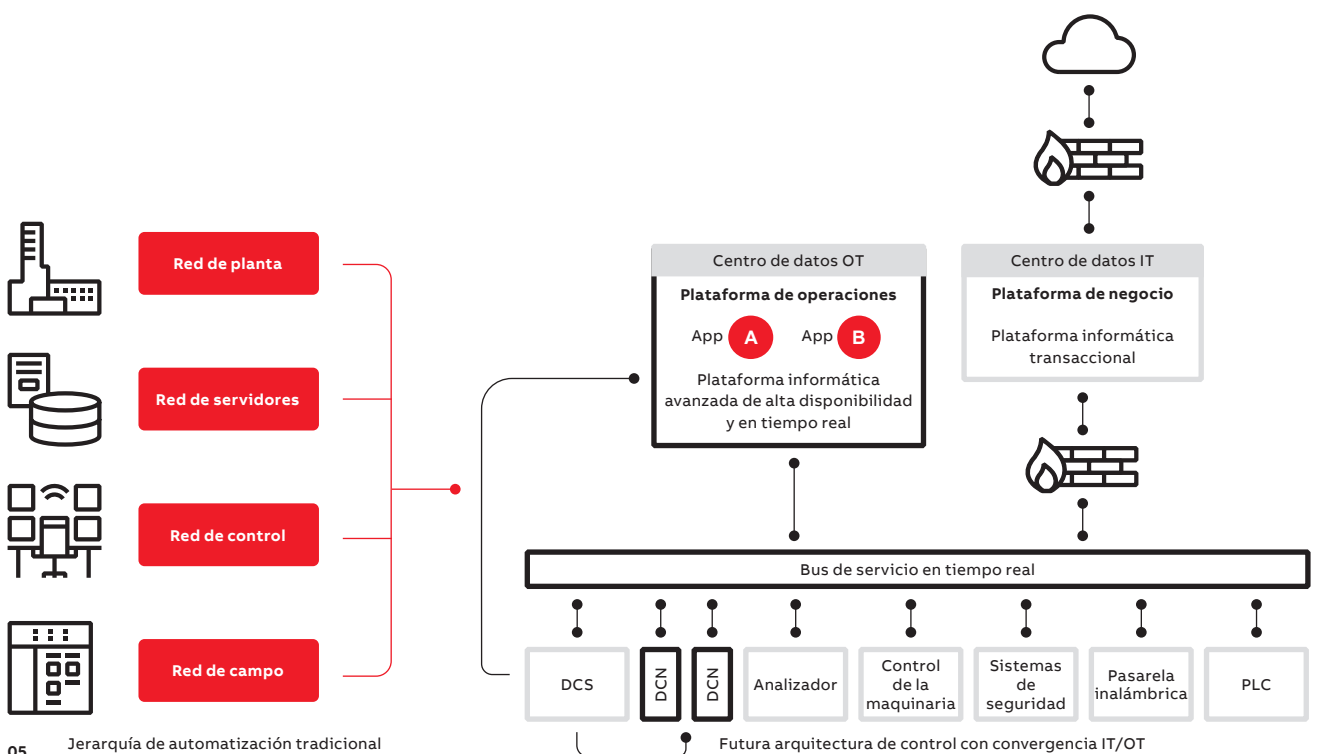 Red de planta
Red de servidores
Red de control
Red de campo
Centro de datos OT
Plataforma de operaciones
App A App B
Plataforma informática
avanzada de alta disponibilidad
y en tiempo real
Centro de datos IT
Plataforma de negocio
Plataforma informática
transaccional
Bus de servicio en tiempo real
DCS
DCN
DCN
Analizador
Control
de la
maquinaria
Sistemas
de
seguridad
Pasarela
inalámbrica
PLC
05
Jerarquía de automatización tradicional
Futura arquitectura de control con convergencia IT/OT